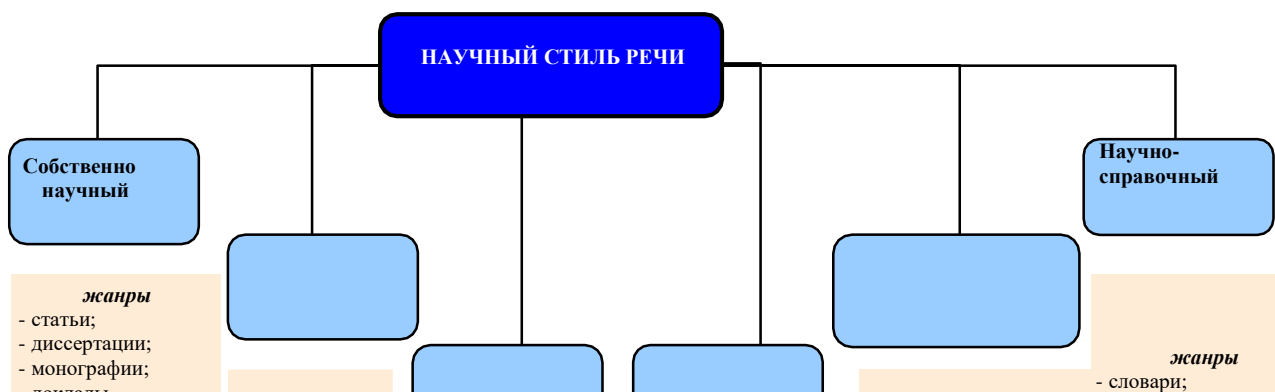 НАУЧНЫЙ СТИЛЬ РЕЧИ
Собственно
научный
Научно-
справочный
жанры
- статьи;
- диссертации;
- монографии;
жанры
- словари;